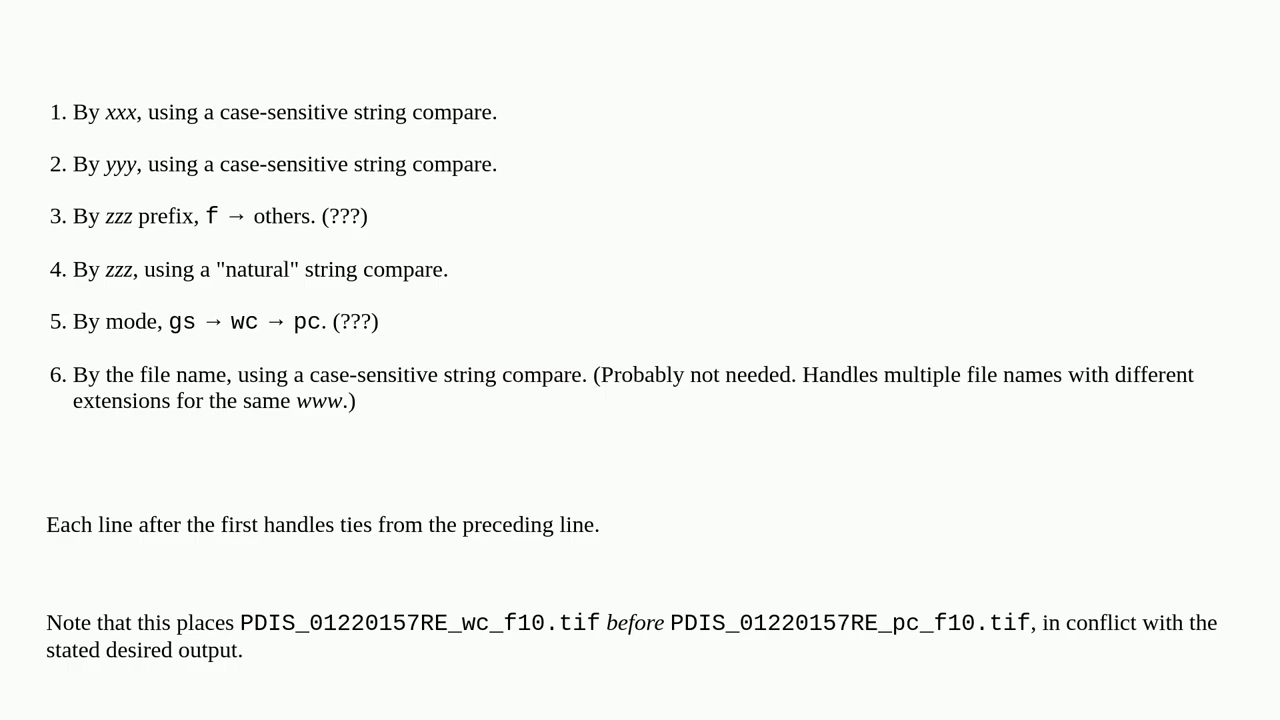 1. By xxx, using a case-sensitive string compare.
2. By yyy, using a case-sensitive string compare.
3. By zzz prefix, f → others. (???)
4. By zzz, using a "natural" string compare.
5. By mode, gs → wc → pc. (???)
6. By the file name, using a case-sensitive string compare. (Probably not needed. Handles multiple file names with different
extensions for the same www.)
Each line after the first handles ties from the preceding line.
Note that this places PDIS_01220157RE_wc_f10.tif before PDIS_01220157RE_pc_f10.tif, in conflict with the
stated desired output.